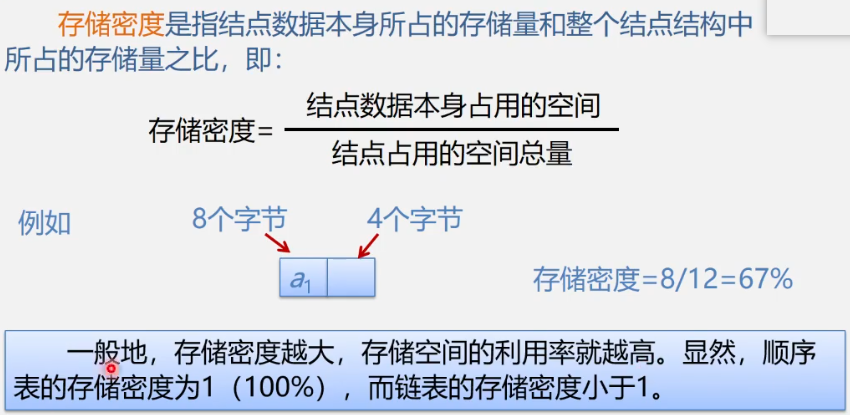 存储密度是指结点数据本身所占的存储量和整个结点结构中
所占的存储量之比，即：
结点数据本身占用的空间
存储密度=
结点占用的空间总量
例如
8个字节
4个字节
a₁
存储密度=8/12=67%
一般地，存储密度越大，存储空间的利用率就越高。显然，顺序
表的存储密度为1（100%），而链表的存储密度小于1。